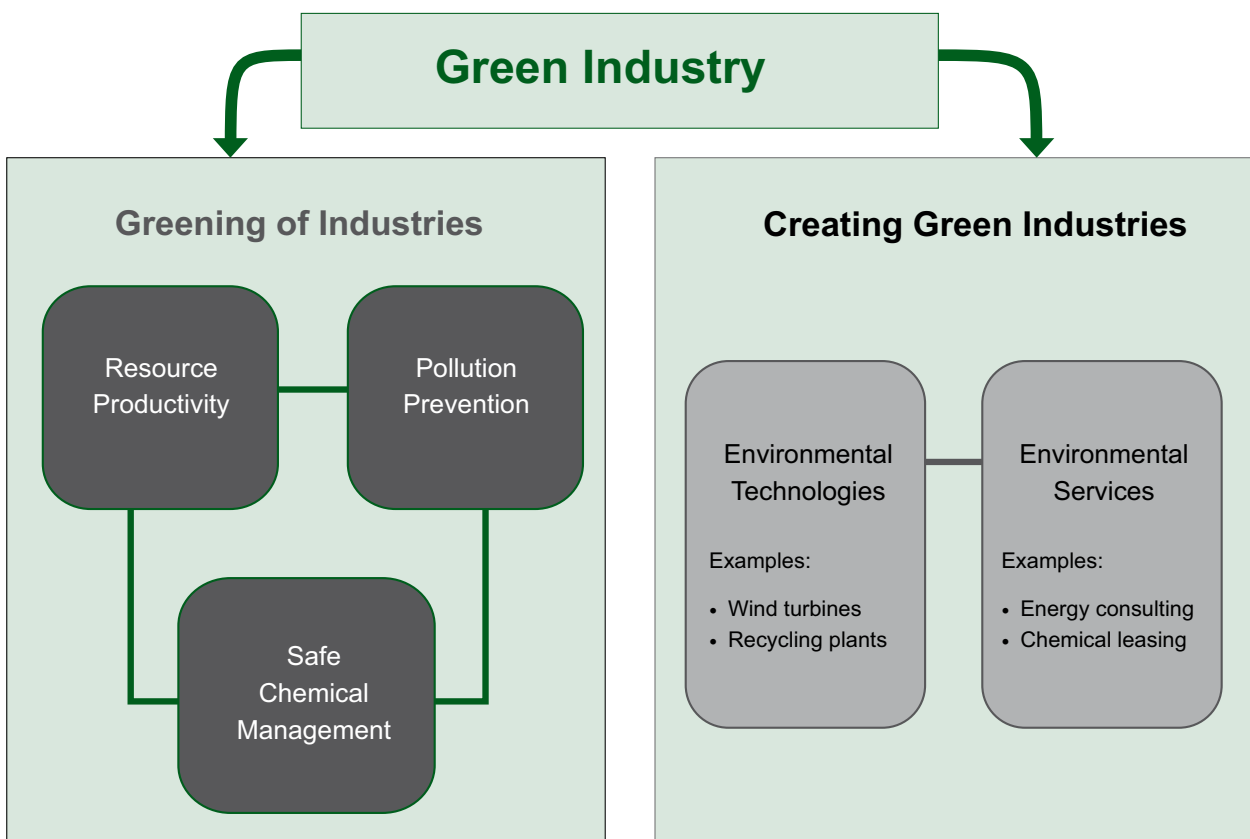 Green Industry
Greening of Industries
Resource
Productivity
Pollution
Prevention
Safe
Chemical
Management
Creating Green Industries
Environmental
Technologies
Examples:
• Wind turbines
• Recycling plants
Environmental
Services
Examples:
• Energy consulting
• Chemical leasing